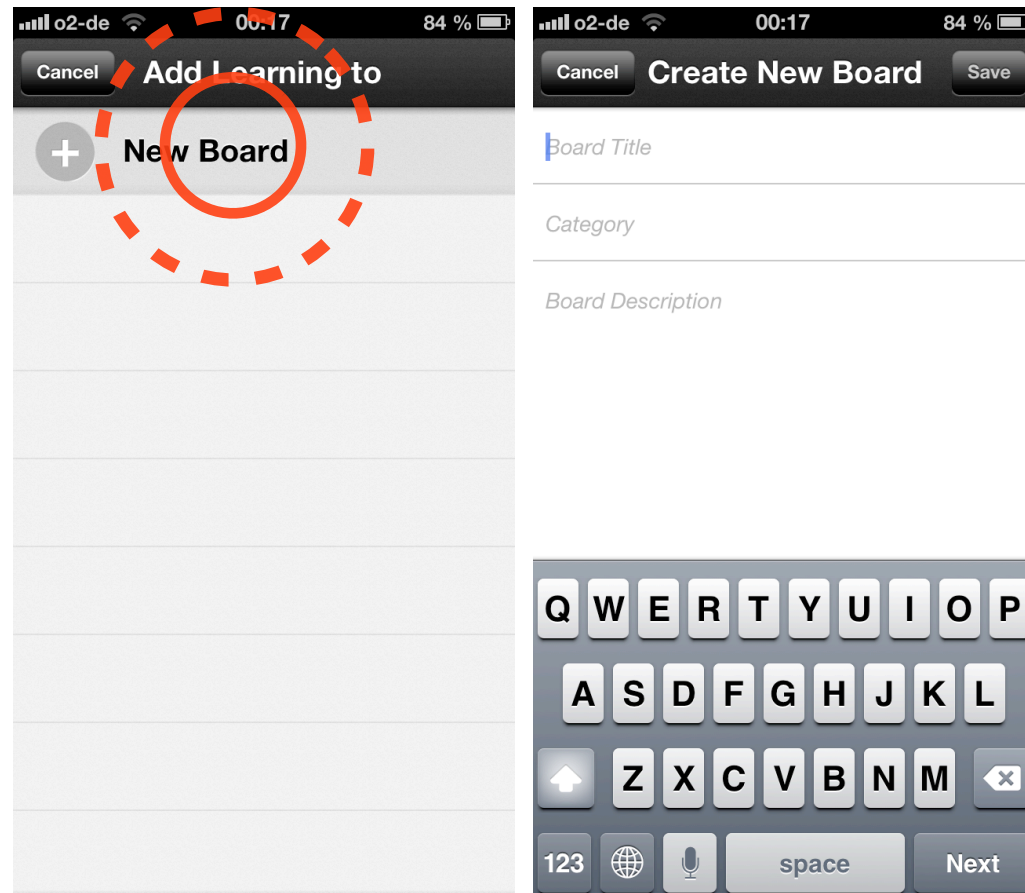 o2-de 00:17 84 %
Cancel Add Learning to
New Board
o2-de 00:17 84 %
Cancel Create New Board Save
Board Title
Category
Board Description
Q W E R T Y U I O P
A S D F G H J K L
Z X C V B N M
123 space Next